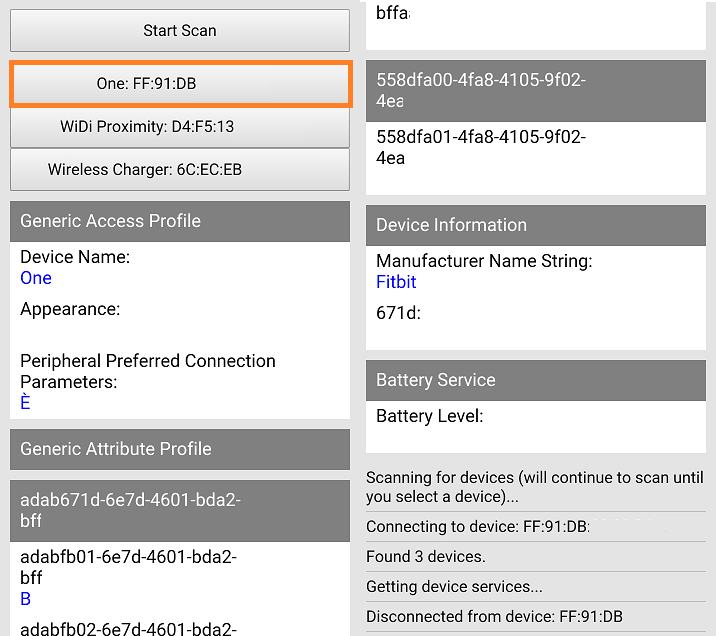 Start Scan
One: FF:91:DB
WiDi Proximity: D4:F5:13
Wireless Charger: 6C:EC:EB
Generic Access Profile
Device Name:
One
Appearance:
Peripheral Preferred Connection
Parameters:
È
Generic Attribute Profile
adab671d-6e7d-4601-bda2-
bff
adabfb01-6e7d-4601-bda2-
bff
B
adabfb02-6e7d-4601-bda2-
bffa
558dfa00-4fa8-4105-9f02-
4ea
558dfa01-4fa8-4105-9f02-
4ea
Device Information
Manufacturer Name String:
Fitbit
671d:
Battery Service
Battery Level:
Scanning for devices (will continue to scan until
you select a device)...
Connecting to device: FF:91:DB:
Found 3 devices.
Getting device services...
Disconnected from device: FF:91:DB